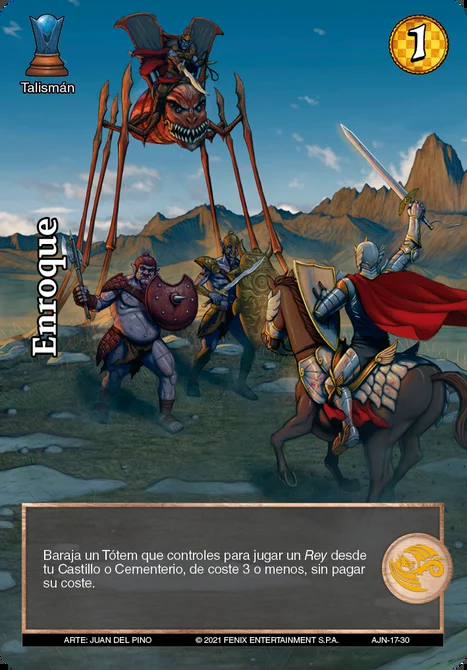 1
Talismán
Enroque
Baraja un Tótem que controles para jugar un Rey desde
tu Castillo o Cementerio, de coste 3 o menos, sin pagar
su coste.
ARTE: JUAN DEL PINO © 2021 FENIX ENTERTAINMENT S.P.A. AJN-17-30